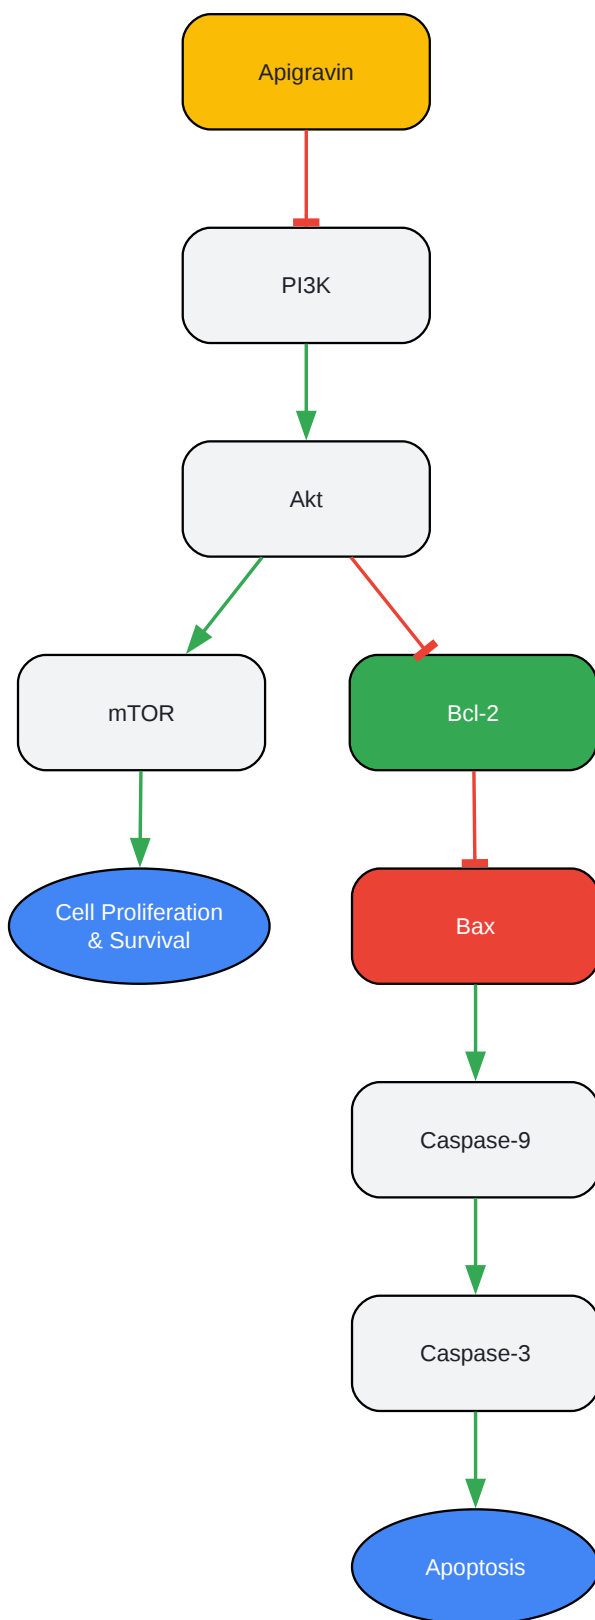 Apigravin
PI3K
Akt
mTOR
Bcl-2
Cell Proliferation
& Survival
Bax
Caspase-9
Caspase-3
Apoptosis